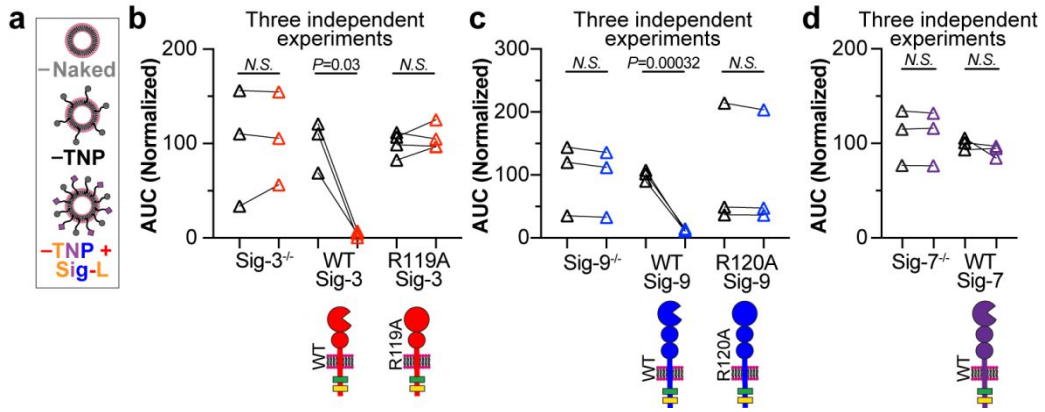 a
–Naked
–TNP
–TNP +
Sig-L
b
Three independent
experiments
AUC (Normalized)
200
100
0
N.S.
P=0.03
N.S.
Sig-3-/-
WT
Sig-3
R119A
Sig-3
WT
R119A
c
Three independent
experiments
AUC (Normalized)
300
200
100
0
N.S.
P=0.00032
N.S.
Sig-9-/-
WT
Sig-9
R120A
Sig-9
WT
R120A
d
Three independent
experiments
AUC (Normalized)
200
100
0
N.S.
N.S.
Sig-7-/-
WT
Sig-7
WT